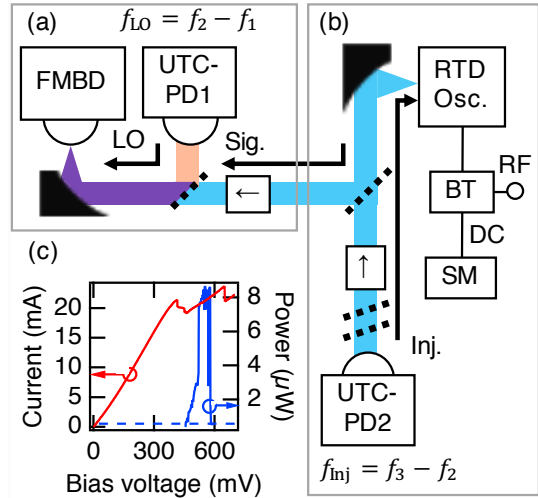 (a)
f_LO = f_2 − f_1
FMBD
UTC-
PD1
LO
Sig.
←
(b)
RTD
Osc.
BT
RF
DC
SM
↑
Inj.
UTC-
PD2
f_Inj = f_3 − f_2
(c)
Current (mA)
20
15
10
5
0
0
300
600
Bias voltage (mV)
8
6
4
2
Power (μW)